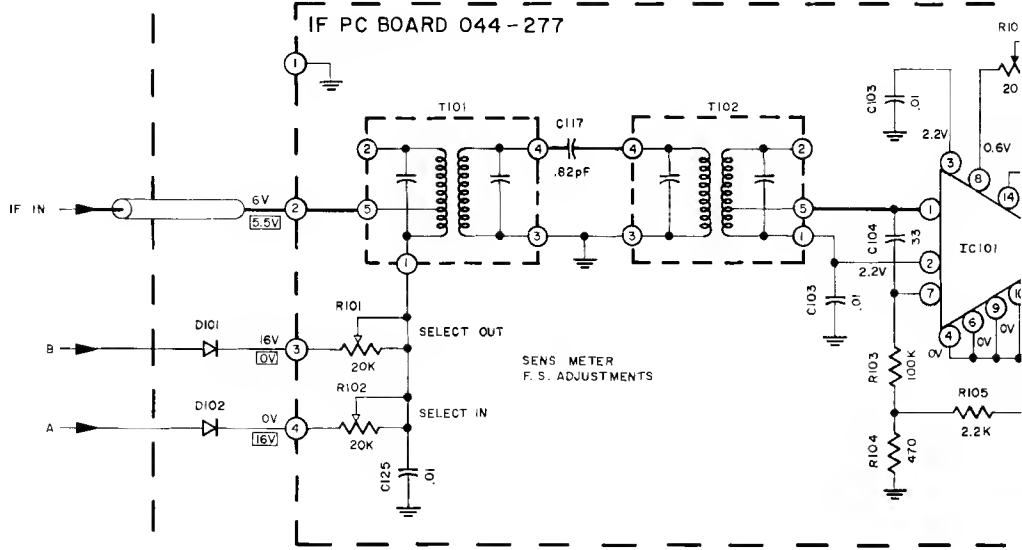 IF PC BOARD 044-277
R10
20
1
T101
C117
.82pF
T102
C103
.01
2.2V
0.6V
3
8
14
2
4
4
2
IF IN
6V
5.5V
2
5
5
1
C104
33
IC101
3
3
1
1
2.2V
2
7
C103
.01
10
9
6
4
0V
0V
0V
B
D101
16V
0V
3
R101
20K
SELECT OUT
SENS METER
F. S. ADJUSTMENTS
R103
100K
A
D102
0V
16V
4
R102
20K
SELECT IN
R105
2.2K
C125
.01
R104
470